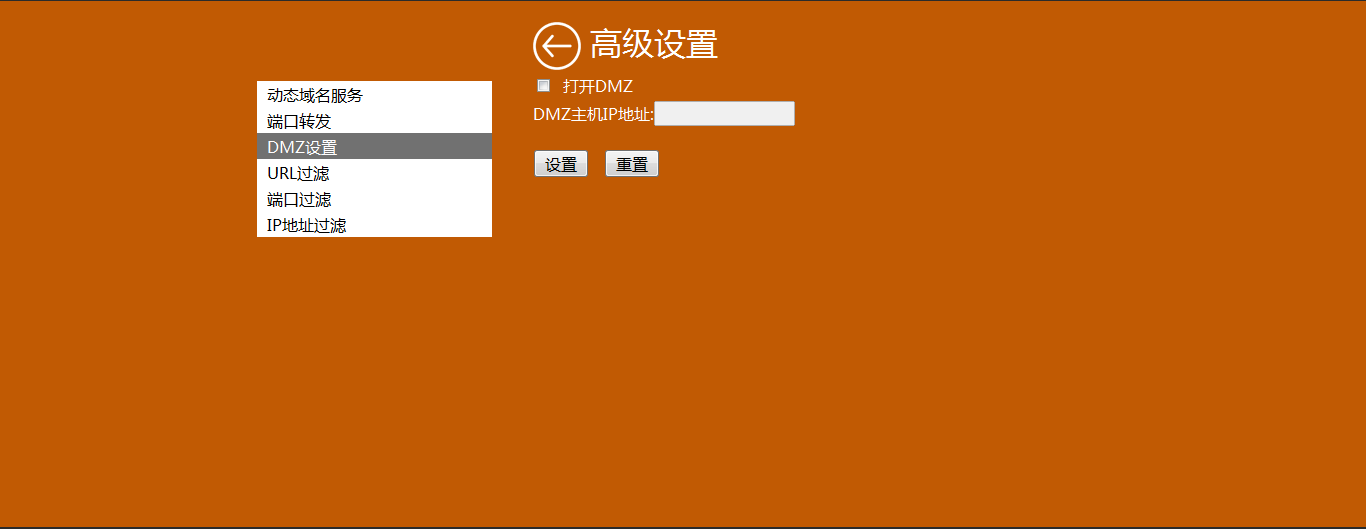 高级设置
动态域名服务
端口转发
DMZ设置
URL过滤
端口过滤
IP地址过滤
打开DMZ
DMZ主机IP地址:
设置 重置